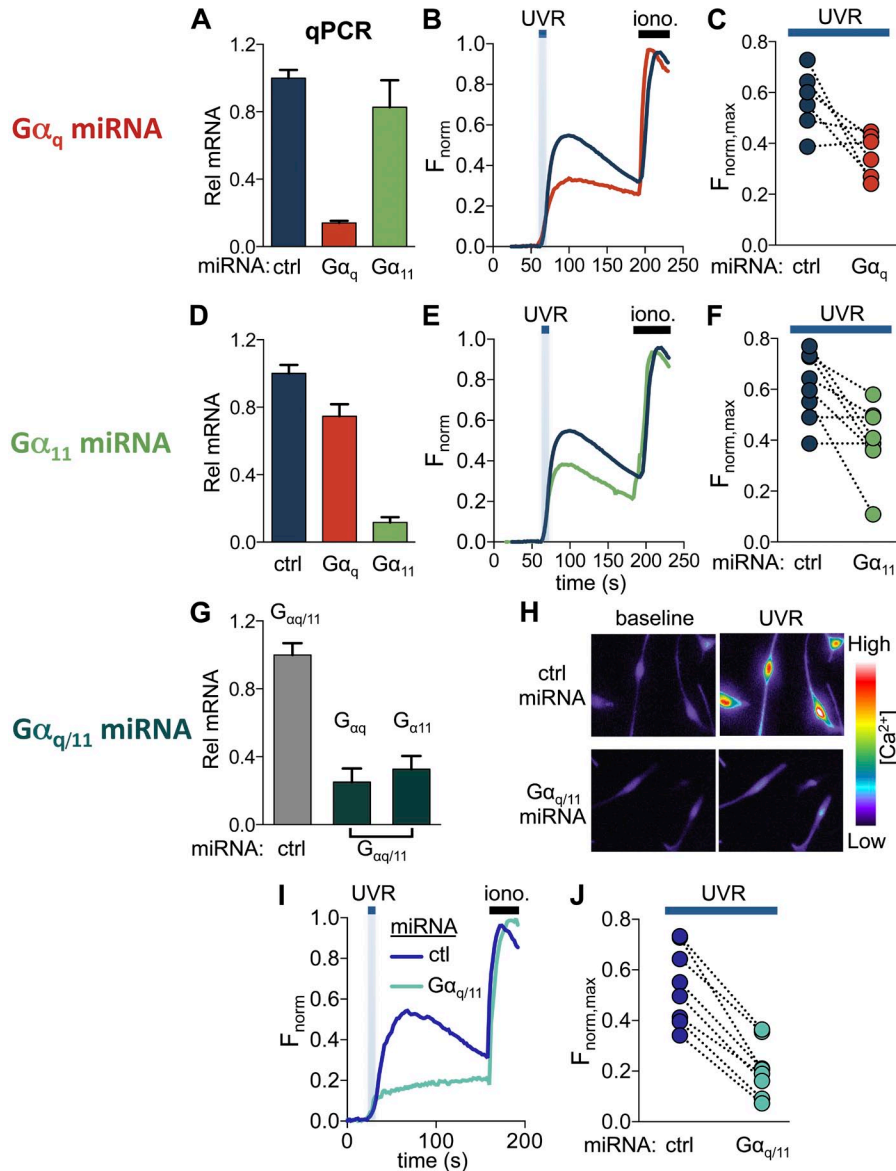 A
qPCR
Gαq miRNA
Rel mRNA
1.2
0.8
0.4
0.0
miRNA: ctrl Gαq Gα11
B
UVR iono.
Fnorm
1.0
0.8
0.6
0.4
0.2
0.0
0 50 100 150 200 250
C
UVR
Fnorm,max
0.8
0.6
0.4
0.2
0.0
miRNA: ctrl Gαq
D
Gα11 miRNA
Rel mRNA
1.2
0.8
0.4
0.0
ctrl Gαq Gα11
E
UVR iono.
Fnorm
1.0
0.8
0.6
0.4
0.2
0.0
0 50 100 150 200 250
time (s)
F
UVR
Fnorm,max
0.8
0.6
0.4
0.2
0.0
miRNA: ctrl Gα11
G
Gαq/11 miRNA
Rel mRNA
1.2
0.8
0.4
0.0
Gαq/11
Gαq Gα11
miRNA: ctrl Gαq/11
H
baseline UVR
ctrl
miRNA
Gαq/11
miRNA
High
[Ca2+]
Low
I
UVR iono.
Fnorm
1.0
0.8
0.6
0.4
0.2
0.0
miRNA
ctl
Gαq/11
0 100 200
time (s)
J
UVR
Fnorm,max
0.8
0.6
0.4
0.2
0.0
miRNA: ctrl Gαq/11